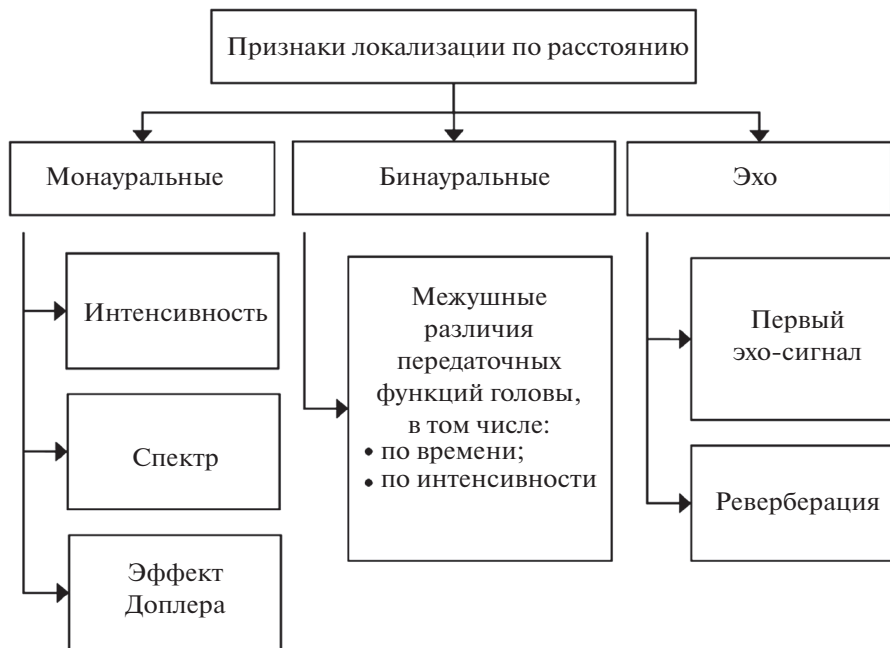 Признаки локализации по расстоянию
Монауральные
Бинауральные
Эхо
Интенсивность
Спектр
Эффект
Доплера
Межушные
различия
передаточных
функций головы,
в том числе:
• по времени;
• по интенсивности
Первый
эхо-сигнал
Реверберация